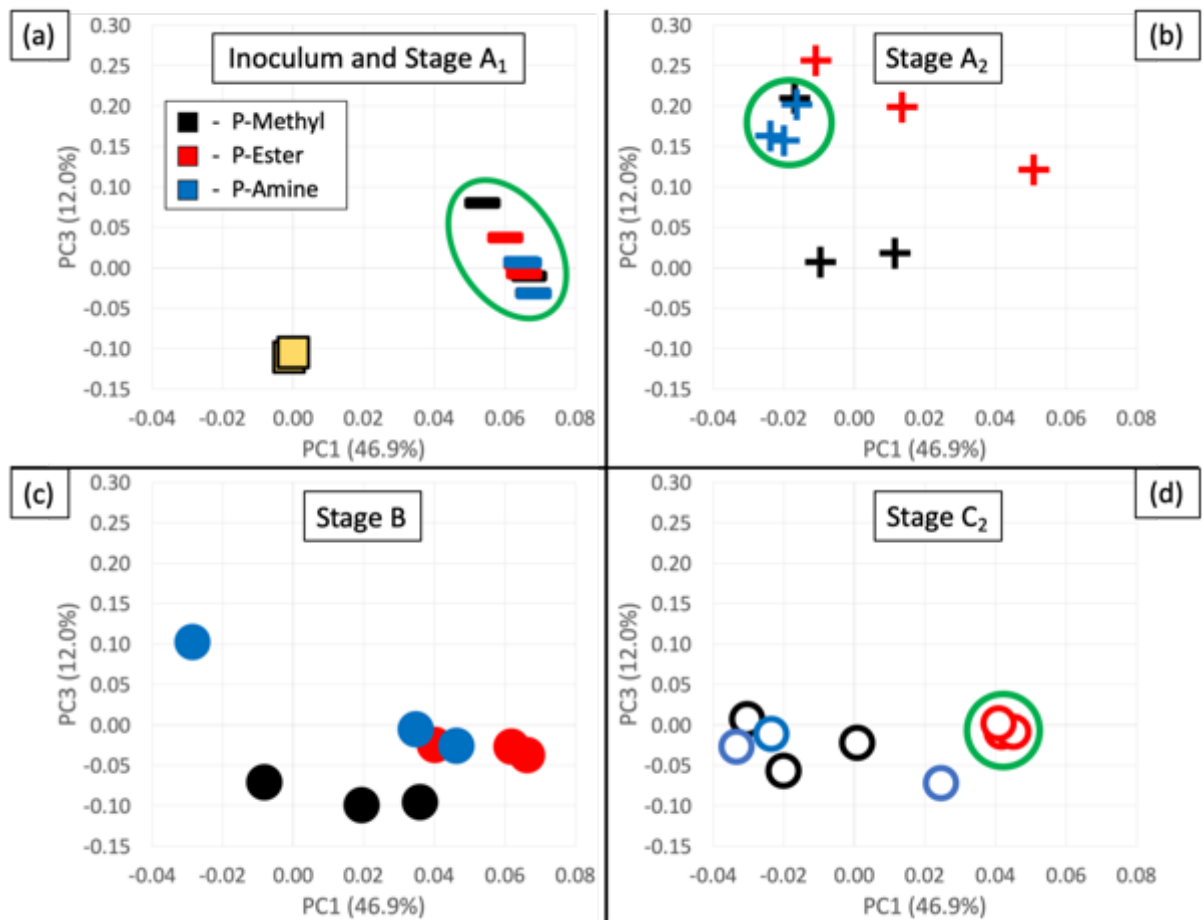 (a)
Inoculum and Stage A₁
- P-Methyl
- P-Ester
- P-Amine
PC3 (12.0%)
0.30
0.25
0.20
0.15
0.10
0.05
0.00
-0.05
-0.10
-0.15
-0.04 -0.02 0.00 0.02 0.04 0.06 0.08
PC1 (46.9%)
(b)
Stage A₂
PC3 (12.0%)
0.30
0.25
0.20
0.15
0.10
0.05
0.00
-0.05
-0.10
-0.15
-0.04 -0.02 0.00 0.02 0.04 0.06 0.08
PC1 (46.9%)
(c)
Stage B
PC3 (12.0%)
0.30
0.25
0.20
0.15
0.10
0.05
0.00
-0.05
-0.10
-0.15
-0.04 -0.02 0.00 0.02 0.04 0.06 0.08
PC1 (46.9%)
(d)
Stage C₂
PC3 (12.0%)
0.30
0.25
0.20
0.15
0.10
0.05
0.00
-0.05
-0.10
-0.15
-0.04 -0.02 0.00 0.02 0.04 0.06 0.08
PC1 (46.9%)